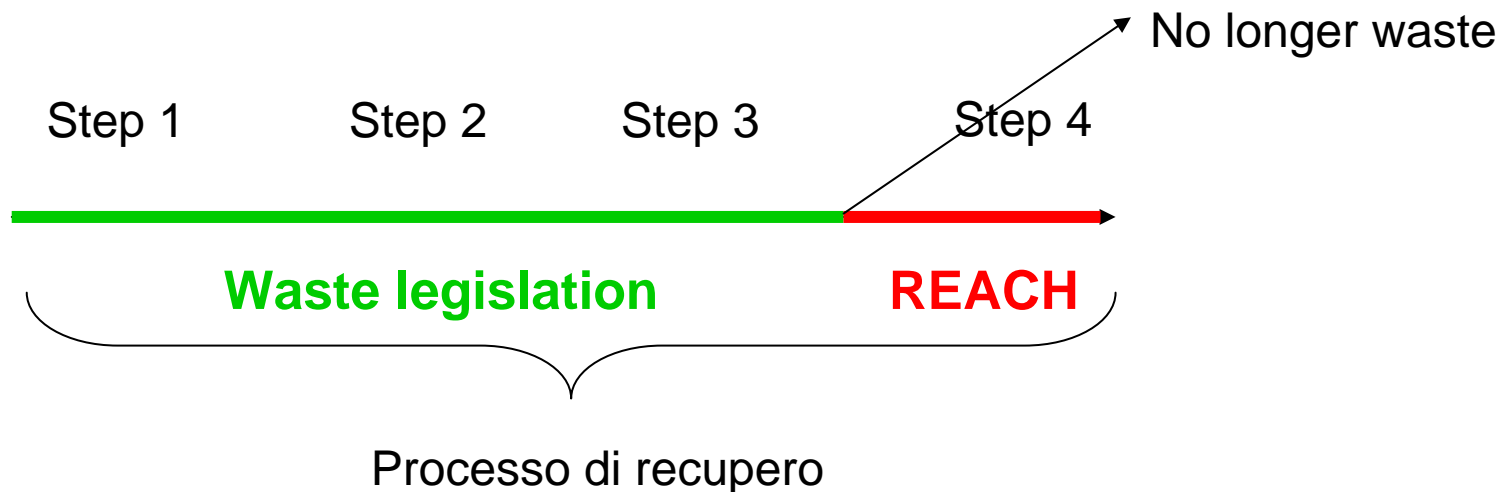 No longer waste
Step 1 Step 2 Step 3 Step 4
Waste legislation REACH
Processo di recupero